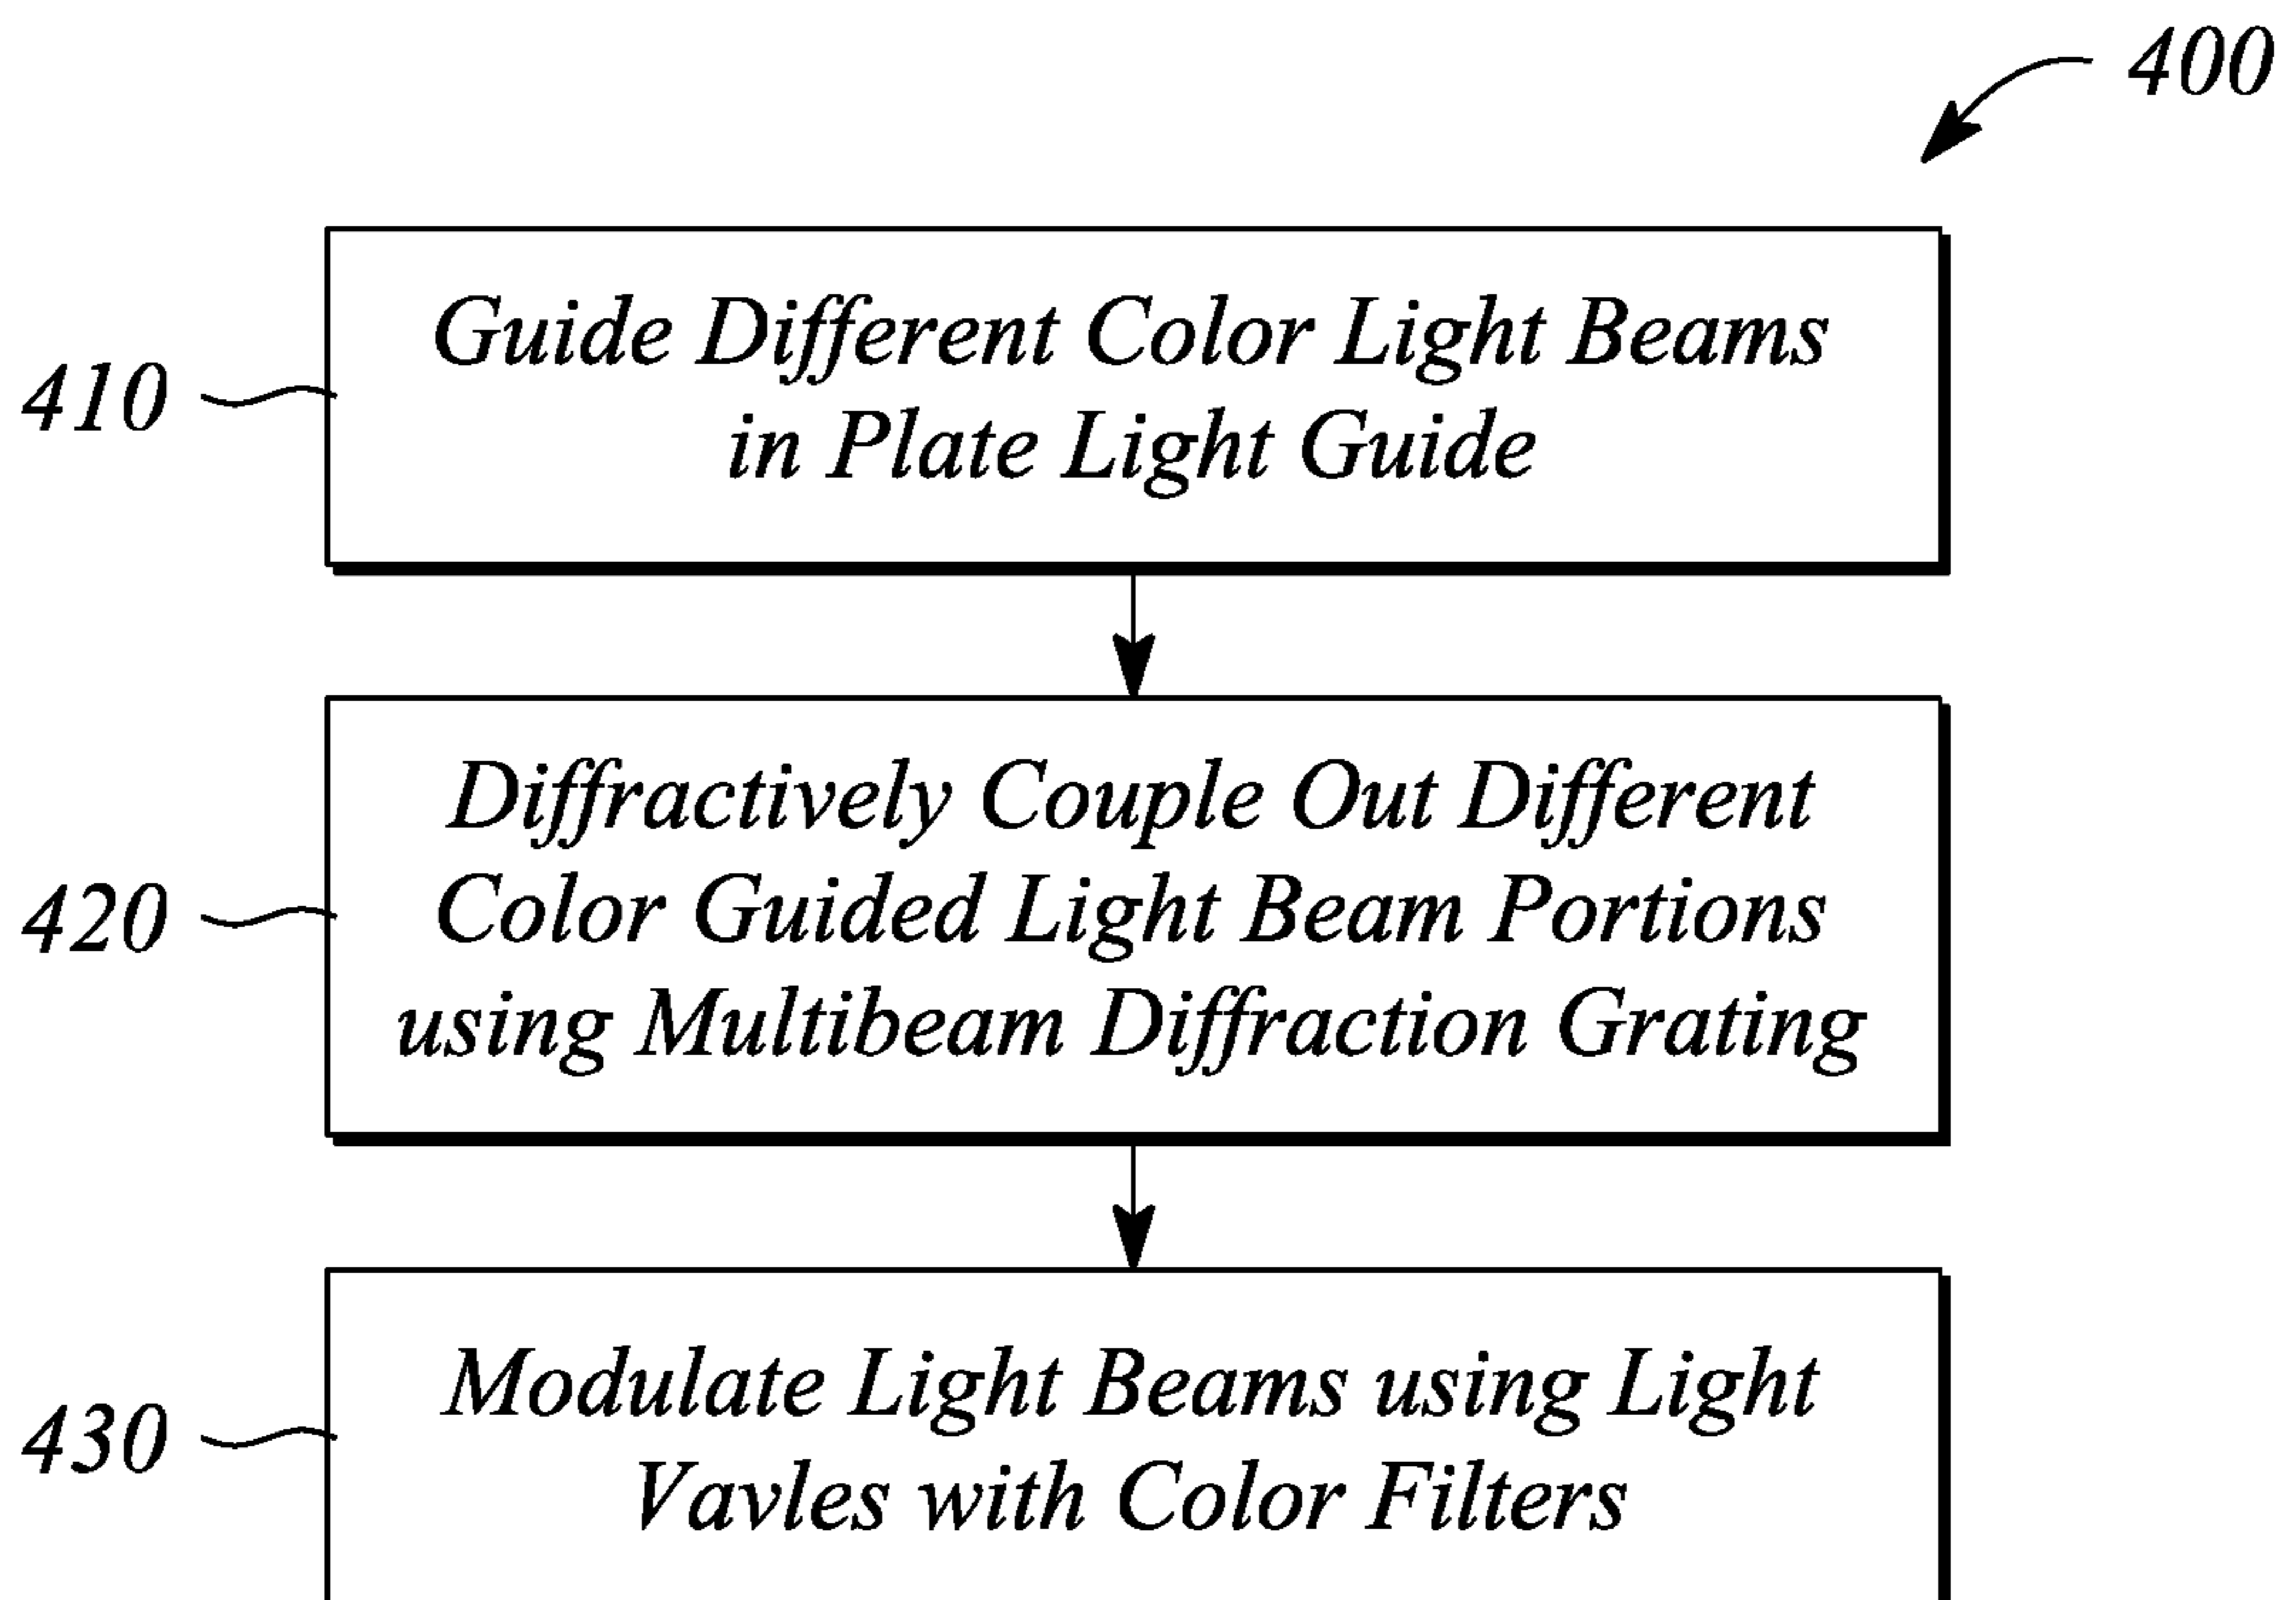 400
410
Guide Different Color Light Beams
in Plate Light Guide
420
Diffractively Couple Out Different
Color Guided Light Beam Portions
using Multibeam Diffraction Grating
430
Modulate Light Beams using Light
Vavles with Color Filters